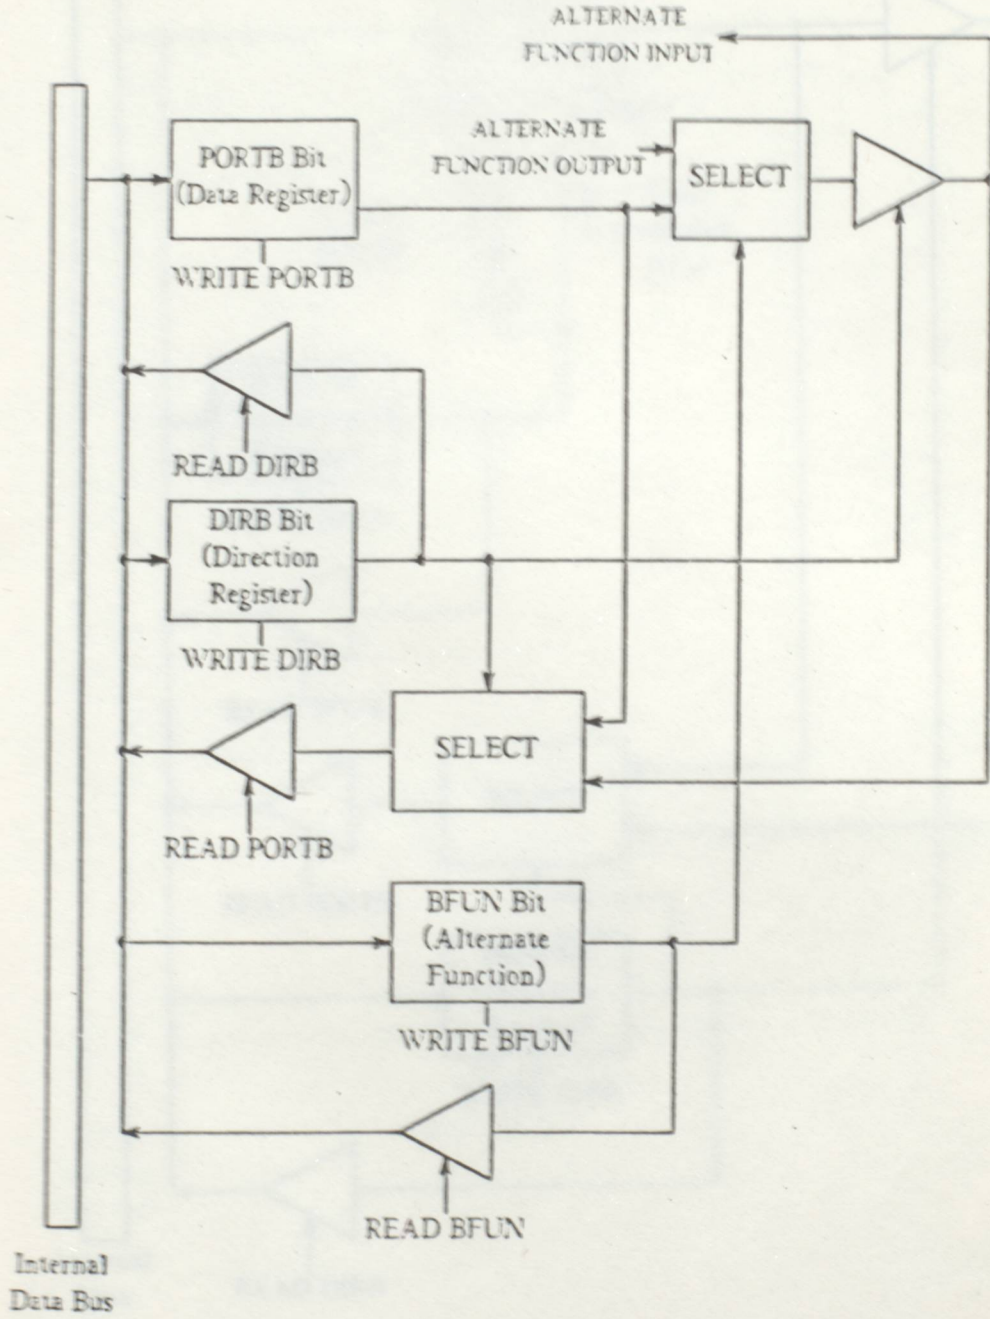 ALTERNATE
FUNCTION INPUT
PORTB Bit
(Data Register)
WRITE PORTB
ALTERNATE
FUNCTION OUTPUT
SELECT
READ DIRB
DIRB Bit
(Direction
Register)
WRITE DIRB
SELECT
READ PORTB
BFUN Bit
(Alternate
Function)
WRITE BFUN
READ BFUN
Internal
Data Bus